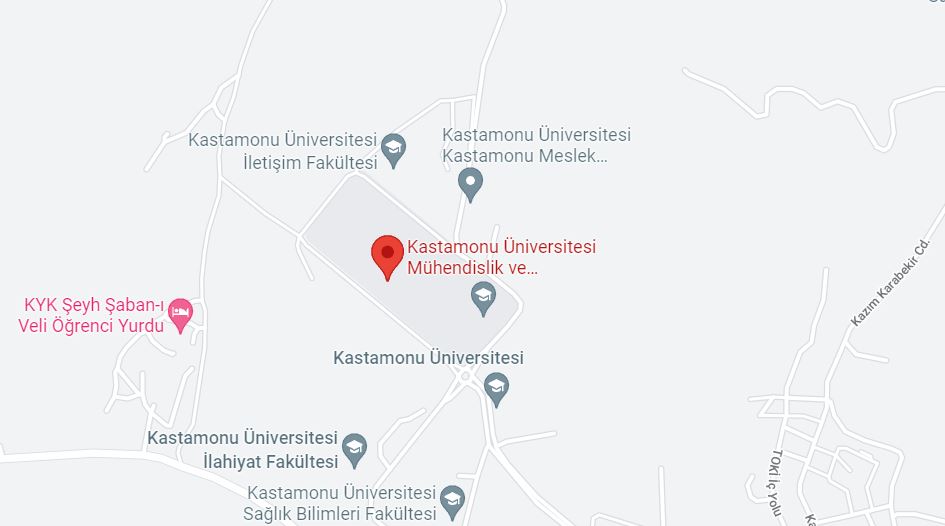 Kastamonu Üniversitesi
İletişim Fakültesi
Kastamonu Üniversitesi
Kastamonu Meslek...
Kastamonu Üniversitesi
Mühendislik ve...
KYK Şeyh Şaban-ı
Veli Öğrenci Yurdu
Kazım Karabekir Cd.
Kastamonu Üniversitesi
Kastamonu Üniversitesi
İlahiyat Fakültesi
TOKİ İç Yolu
Kastamonu Üniversitesi
Sağlık Bilimleri Fakültesi